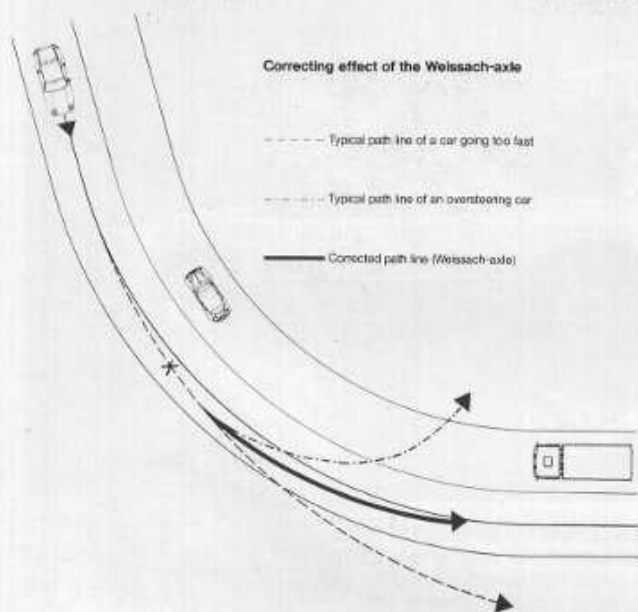 Correcting effect of the Weissach-axle
Typical path line of a car going too fast
Typical path line of an oversteering car
Corrected path line (Weissach-axle)